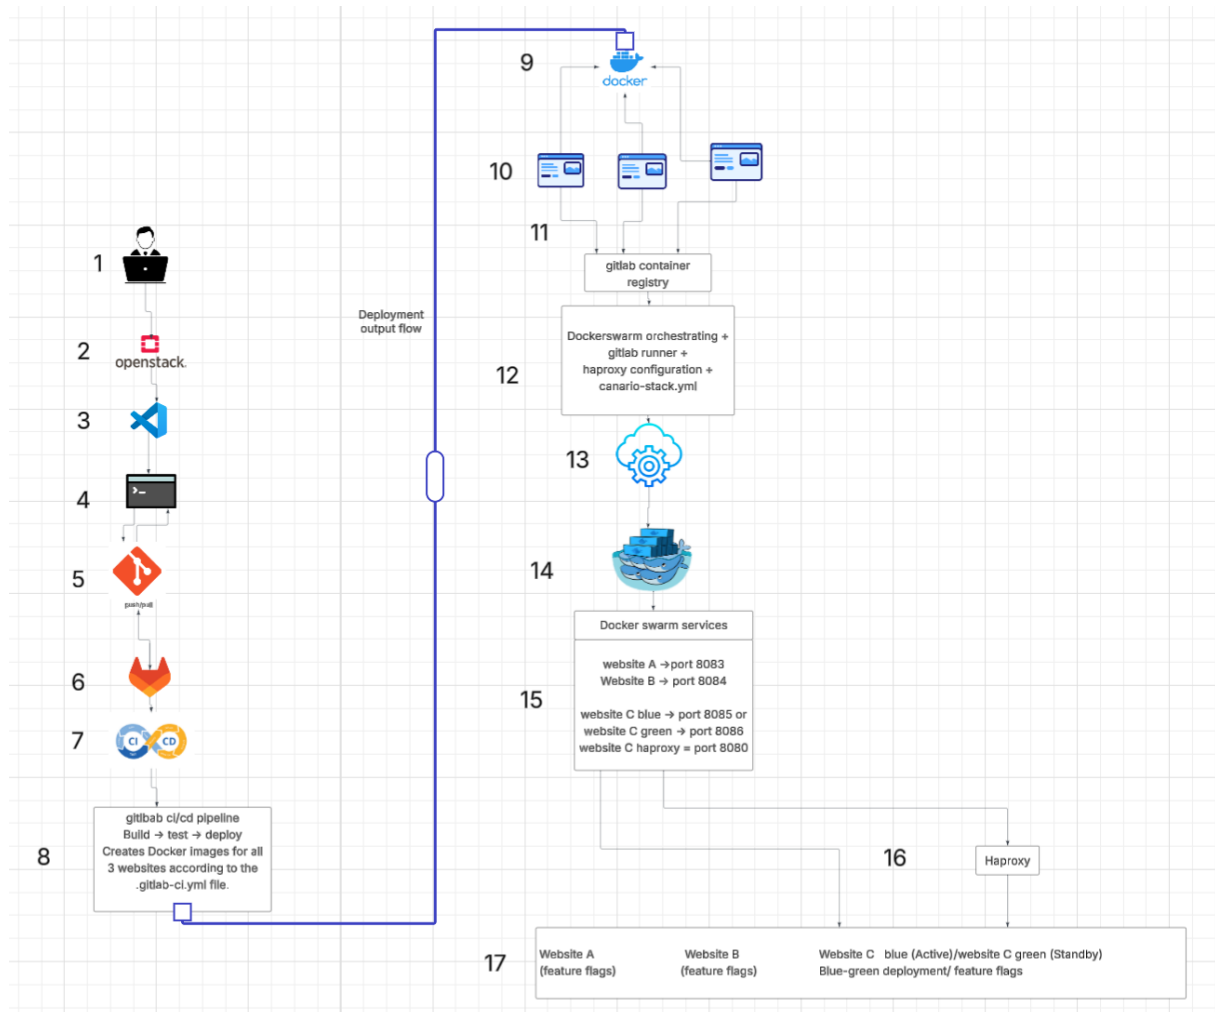 1
2
openstack.
3
4
>_
5
push/pull
6
7
CI CD
8
gitlbab ci/cd pipeline
Build → test → deploy
Creates Docker images for all
3 websites according to the
.gitlab-ci.yml file.
Deployment
output flow
9
docker
10
11
gitlab container
registry
12
Dockerswarm orchestrating +
gitlab runner +
haproxy configuration +
canario-stack.yml
13
14
Docker swarm services
15
website A →port 8083
Website B → port 8084
website C blue → port 8085 or
website C green → port 8086
website C haproxy = port 8080
16
Haproxy
17
Website A
(feature flags)
Website B
(feature flags)
Website C blue (Active)/website C green (Standby)
Blue-green deployment/ feature flags